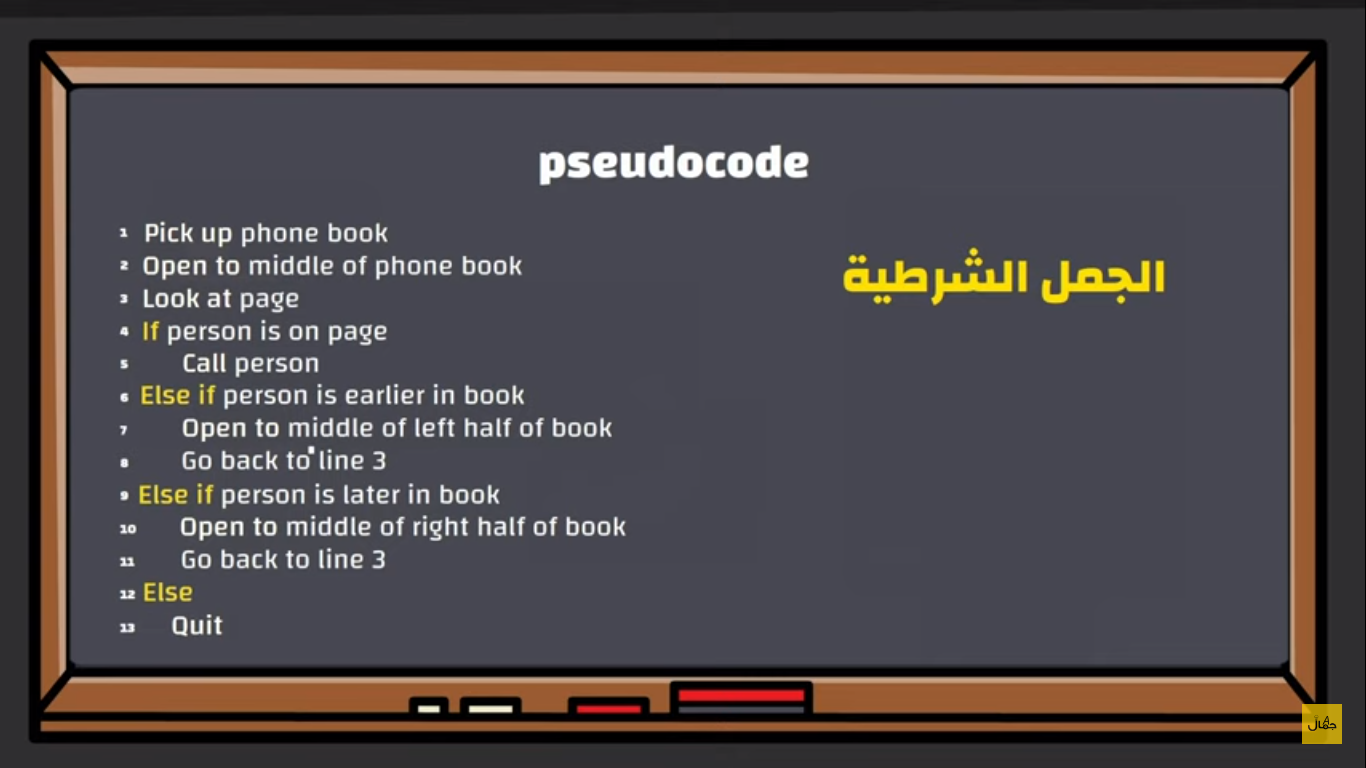 pseudocode
1 Pick up phone book
2 Open to middle of phone book
3 Look at page
4 If person is on page
5 Call person
6 Else if person is earlier in book
7 Open to middle of left half of book
8 Go back to line 3
9 Else if person is later in book
10 Open to middle of right half of book
11 Go back to line 3
12 Else
13 Quit
الجمل الشرطية